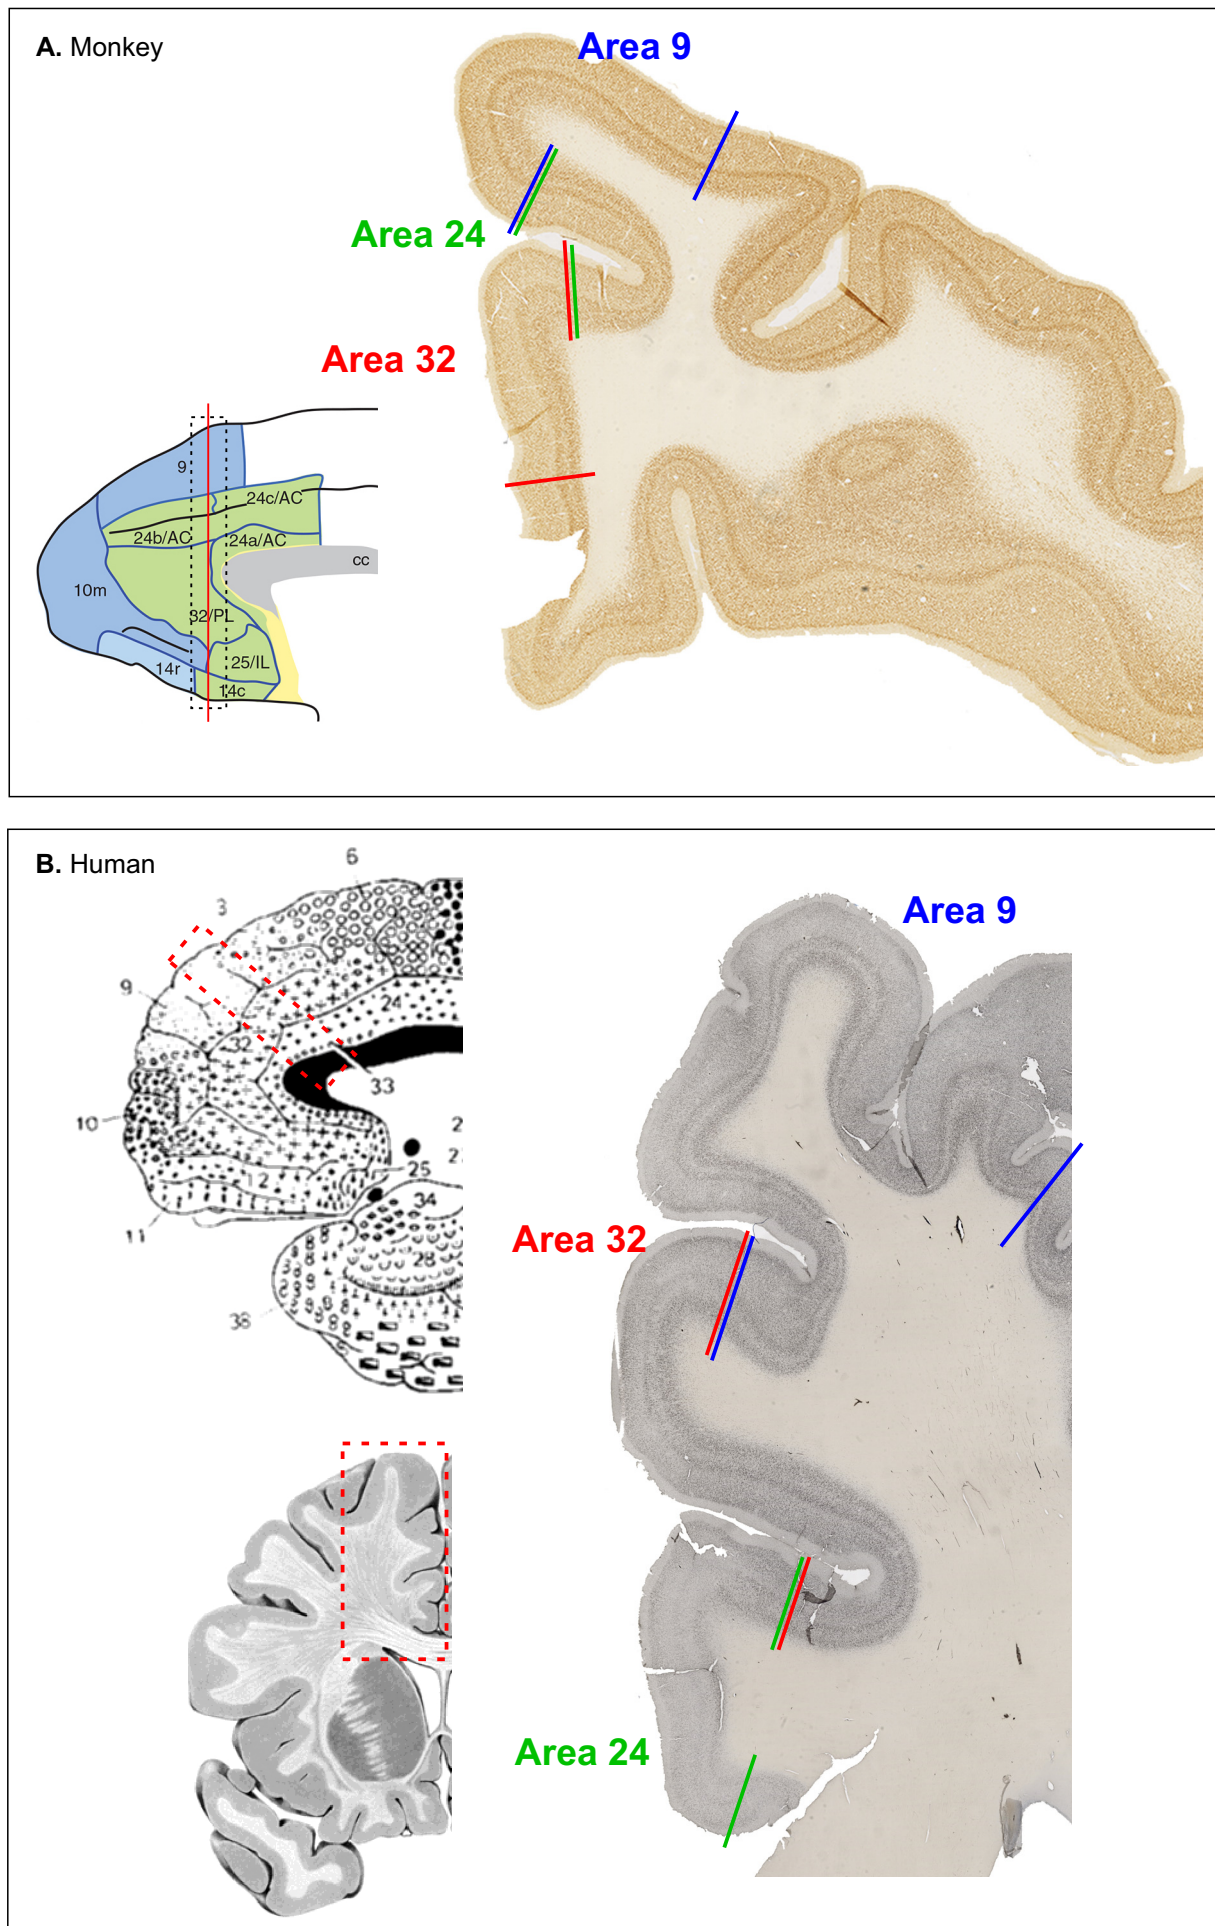 A. Monkey
Area 9
Area 24
Area 32
9
24c/AC
24b/AC
24a/AC
cc
10m
32/PL
25/IL
14r
14c
B. Human
6
3
Area 9
9
24
32
33
10
25
12
34
11
Area 32
28
38
Area 24